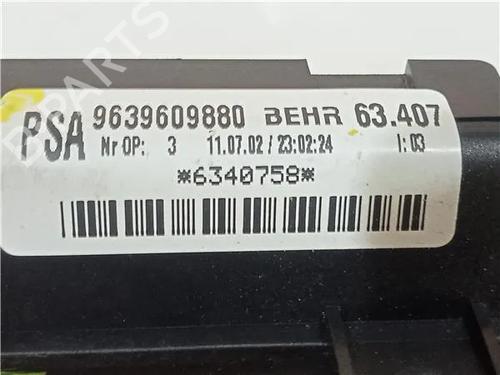 PSA 9639609880 BEHR 63.407
Nr OP: 3 11.07.02 / 23:02:24 I: 03
*6340758*